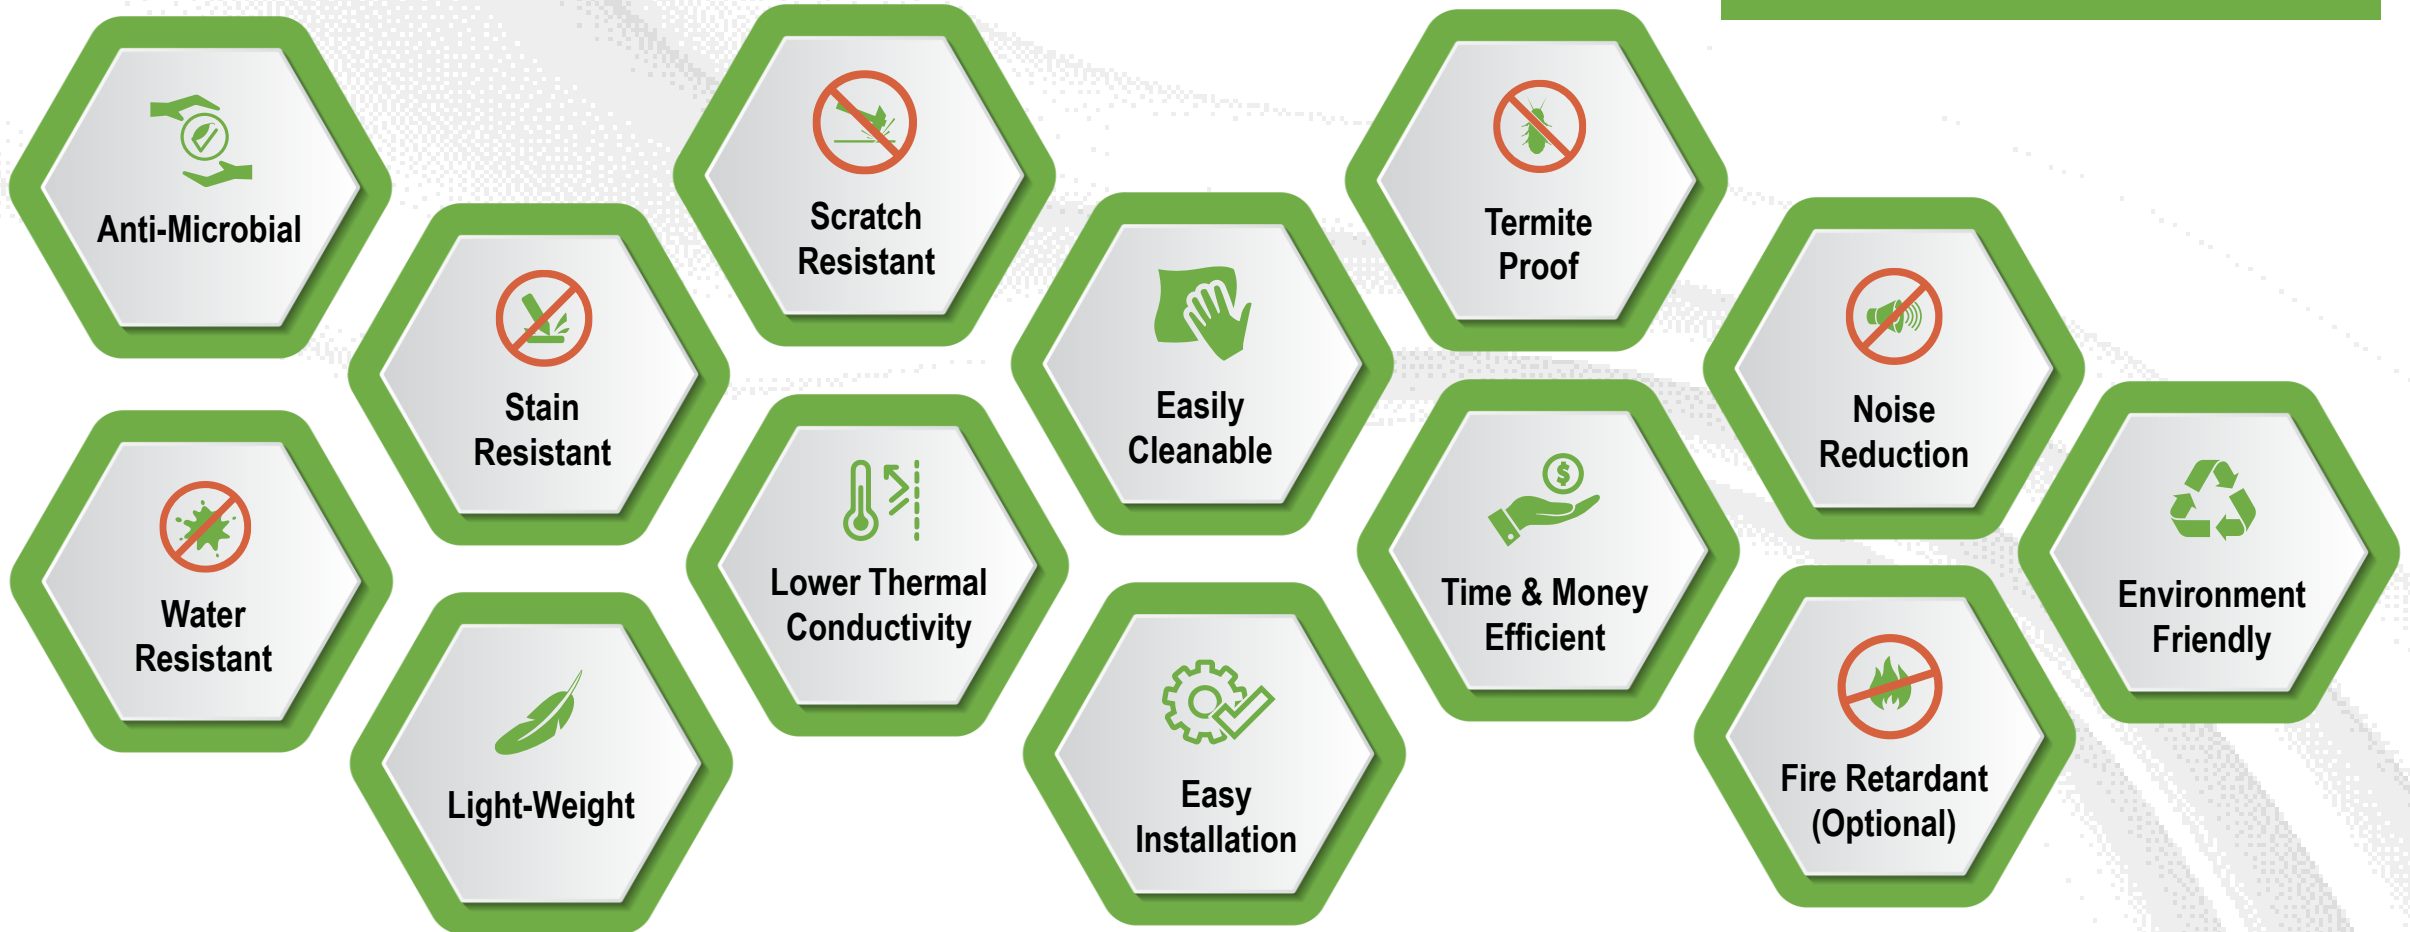 Anti-Microbial
Scratch
Resistant
Termite
Proof
Stain
Resistant
Easily
Cleanable
Noise
Reduction
Water
Resistant
Lower Thermal
Conductivity
Time & Money
Efficient
Environment
Friendly
Light-Weight
Easy
Installation
Fire Retardant
(Optional)